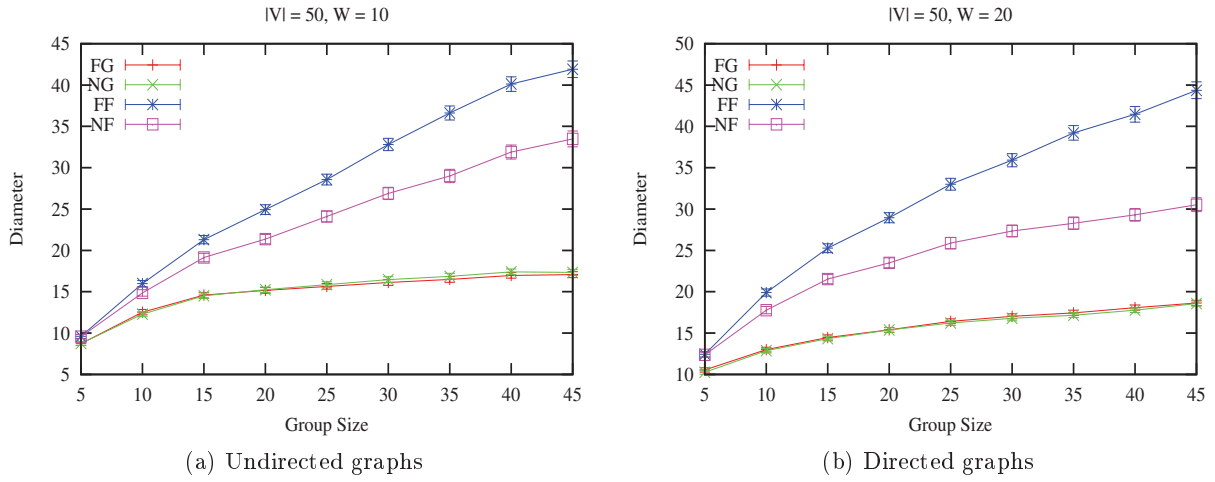 |V| = 50, W = 10
45
40
35
30
25
20
15
10
5
Diameter
FG
NG
FF
NF
5 10 15 20 25 30 35 40 45
Group Size
(a) Undirected graphs
|V| = 50, W = 20
50
45
40
35
30
25
20
15
10
Diameter
FG
NG
FF
NF
5 10 15 20 25 30 35 40 45
Group Size
(b) Directed graphs